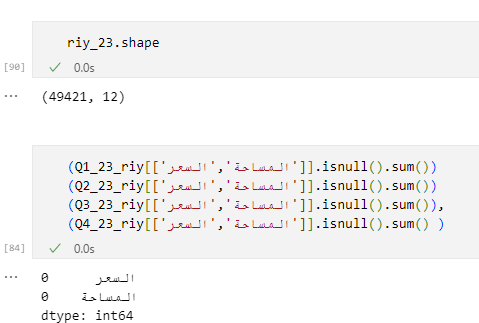 riy_23.shape
[90]
✓ 0.0s
...
(49421, 12)
(Q1_23_riy[['السعر','المساحة']].isnull().sum())
(Q2_23_riy[['السعر','المساحة']].isnull().sum())
(Q3_23_riy[['السعر','المساحة']].isnull().sum()),
(Q4_23_riy[['السعر','المساحة']].isnull().sum() )
[84]
✓ 0.0s
...
السعر 0
المساحة 0
dtype: int64